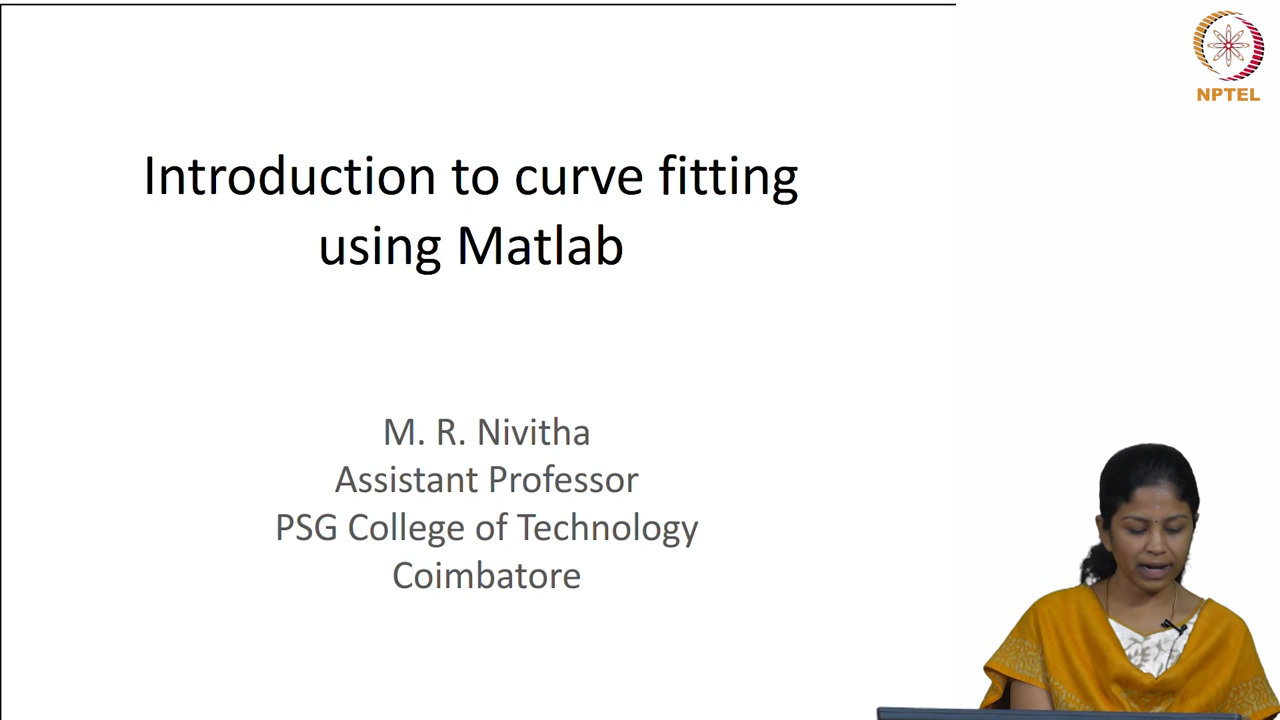 Introduction to curve fitting
using Matlab
M. R. Nivitha
Assistant Professor
PSG College of Technology
Coimbatore
NPTEL